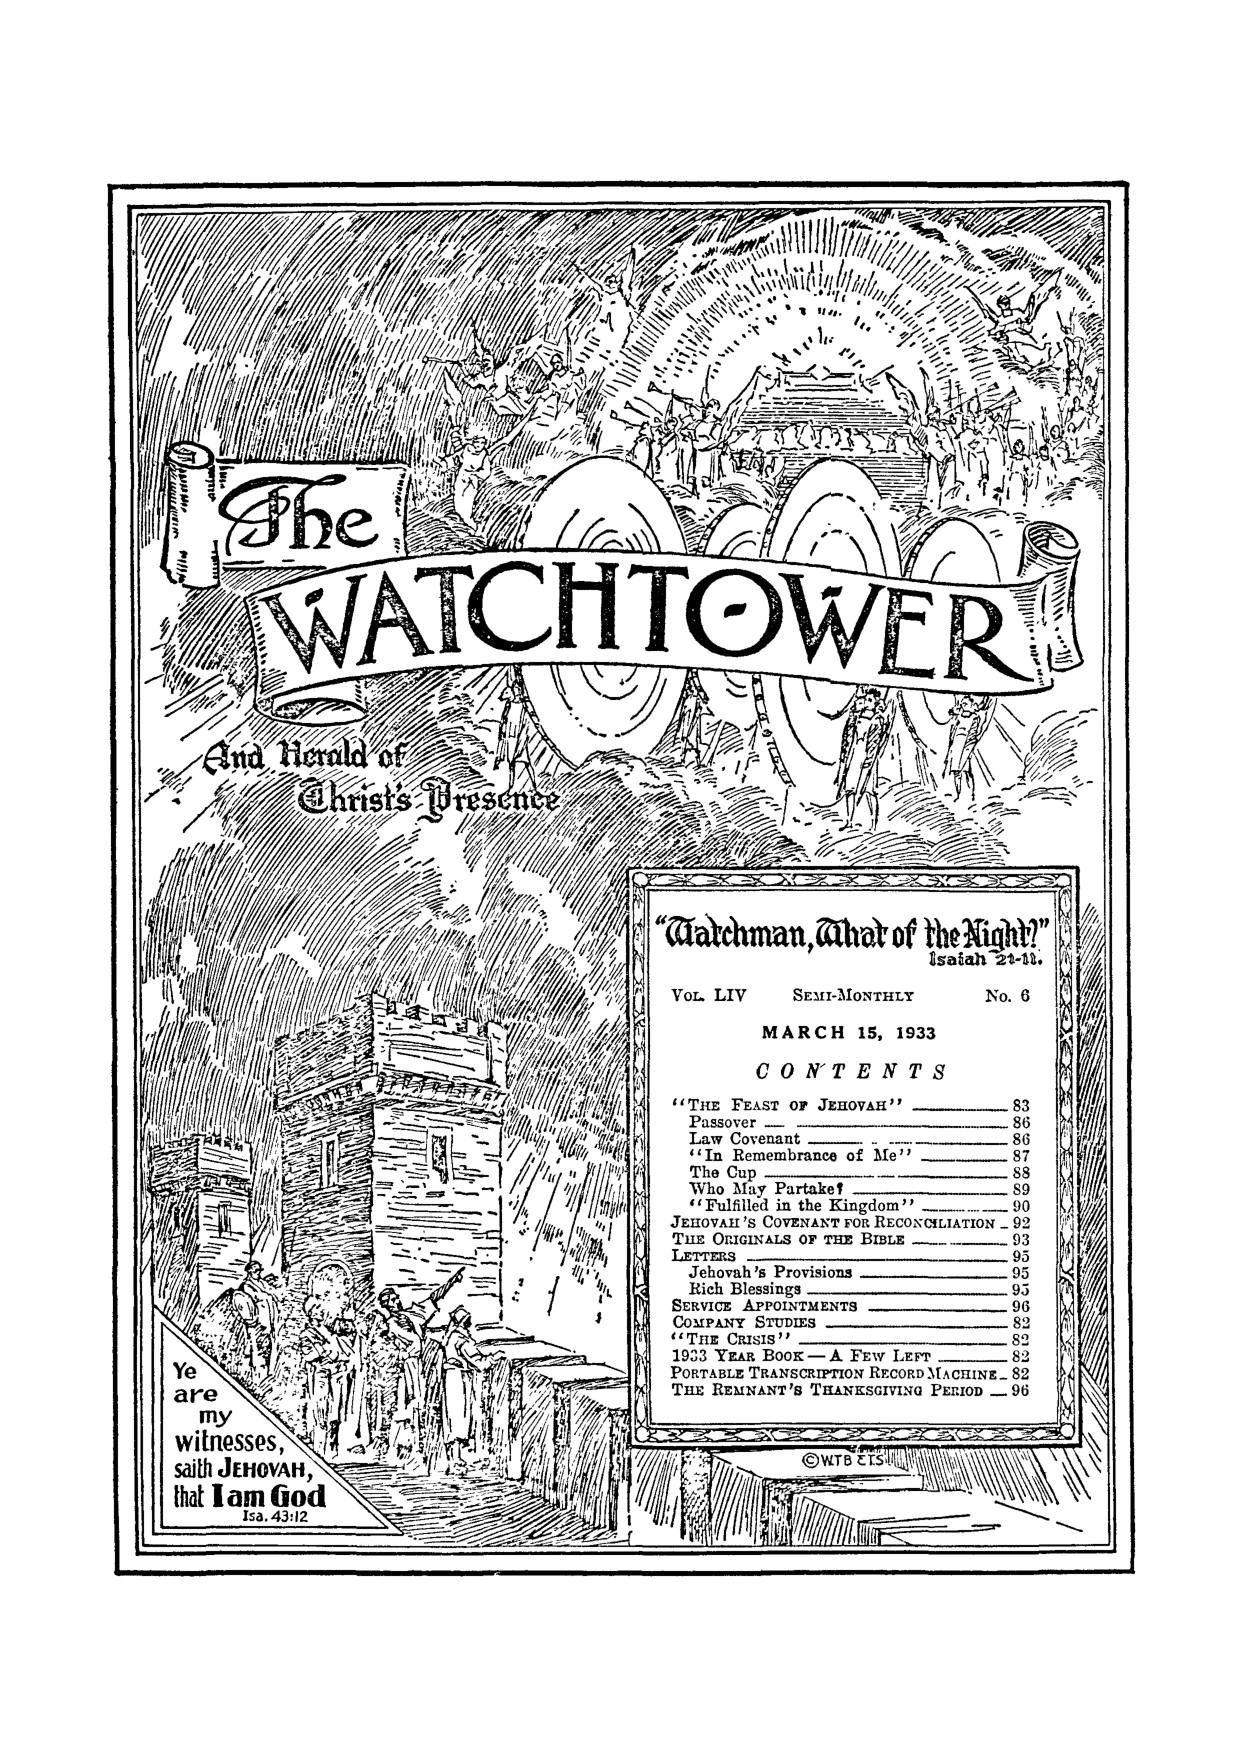 The
WATCHTOWER
And Herald of
Christ's Presence
"Watchman, What of the Night?"
Isaiah 21-11.
VOL. LIV SEMI-MONTHLY No. 6
MARCH 15, 1933
CONTENTS
"THE FEAST OF JEHOVAH" 83
Passover 86
Law Covenant 86
"In Remembrance of Me" 87
The Cup 88
Who May Partake? 89
"Fulfilled in the Kingdom" 90
JEHOVAH'S COVENANT FOR RECONCILIATION 92
THE ORIGINALS OF THE BIBLE 93
LETTERS 95
Jehovah's Provisions 95
Rich Blessings 95
SERVICE APPOINTMENTS 96
COMPANY STUDIES 82
"THE CRISIS" 82
1933 YEAR BOOK—A FEW LEFT 82
PORTABLE TRANSCRIPTION RECORD MACHINE 82
THE REMNANT'S THANKSGIVING PERIOD 96
Ye
are
my
witnesses,
saith JEHOVAH,
that I am God
Isa. 43:12
©W.T.B & T.S.